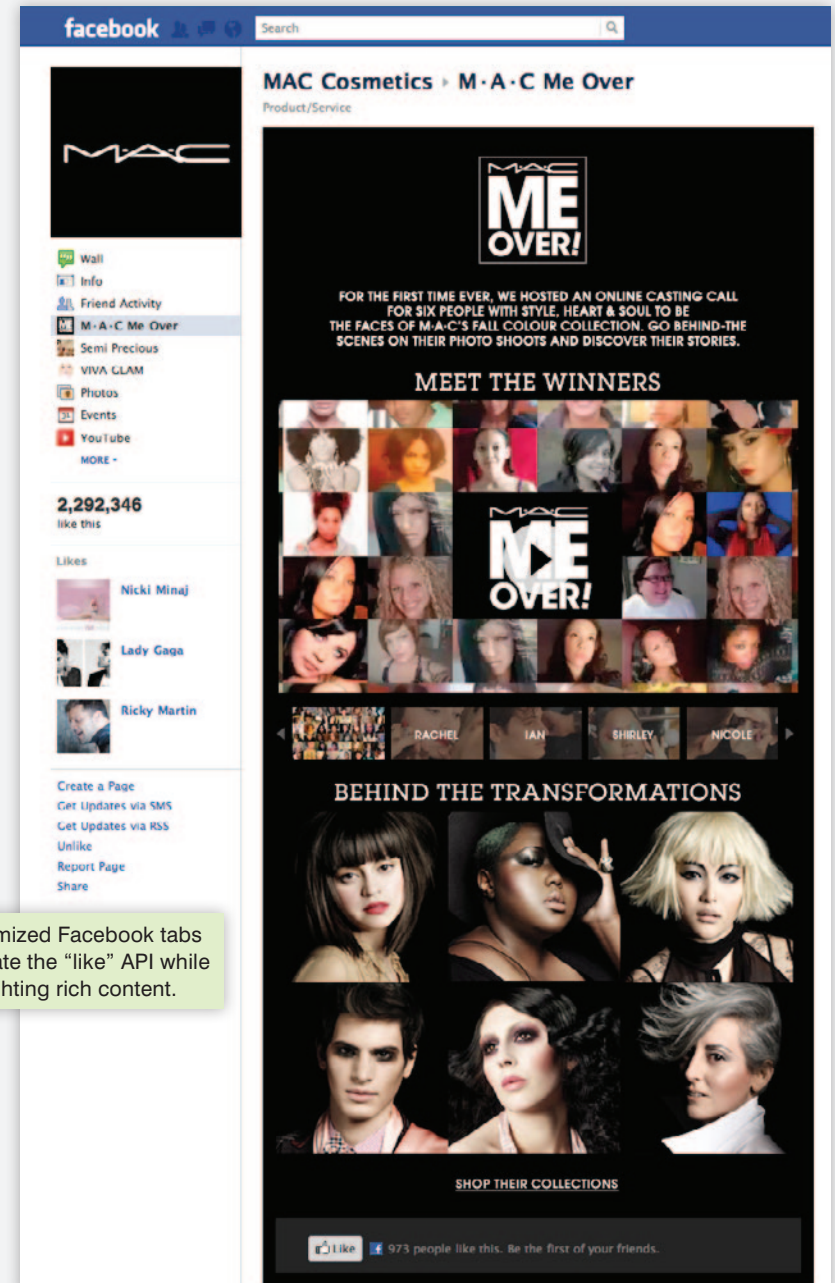 facebook
Search
MAC Cosmetics ▸ M·A·C Me Over
Product/Service
M·A·C
Wall
Info
Friend Activity
M·A·C Me Over
Semi Precious
VIVA GLAM
Photos
Events
YouTube
MORE
2,292,346
like this
Likes
Nicki Minaj
Lady Gaga
Ricky Martin
Create a Page
Get Updates via SMS
Get Updates via RSS
Unlike
Report Page
Share
mized Facebook tabs
ate the “like” API while
hting rich content.
M·A·C
ME
OVER!
FOR THE FIRST TIME EVER, WE HOSTED AN ONLINE CASTING CALL
FOR SIX PEOPLE WITH STYLE, HEART & SOUL TO BE
THE FACES OF M·A·C'S FALL COLOUR COLLECTION. GO BEHIND-THE
SCENES ON THEIR PHOTO SHOOTS AND DISCOVER THEIR STORIES.
MEET THE WINNERS
M·A·C
ME
OVER!
RACHEL IAN SHIRLEY NICOLE
BEHIND THE TRANSFORMATIONS
SHOP THEIR COLLECTIONS
Like 973 people like this. Be the first of your friends.